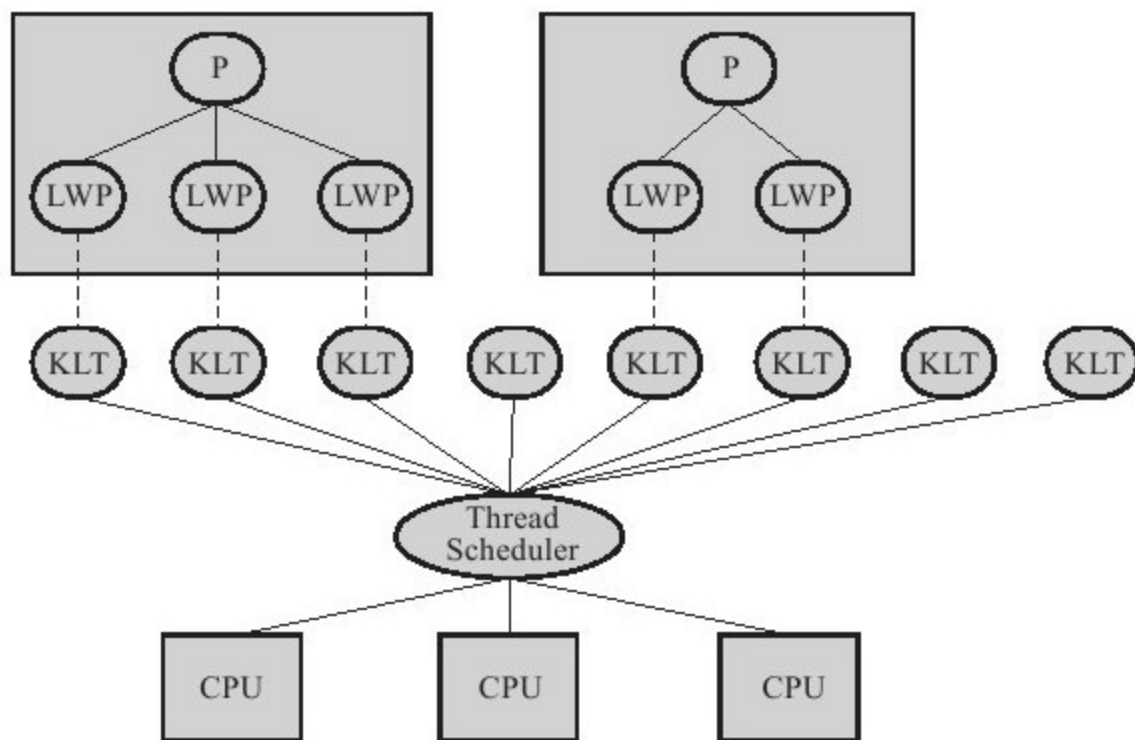 P P
LWP LWP LWP LWP LWP
KLT KLT KLT KLT KLT KLT KLT KLT
Thread
Scheduler
CPU CPU CPU